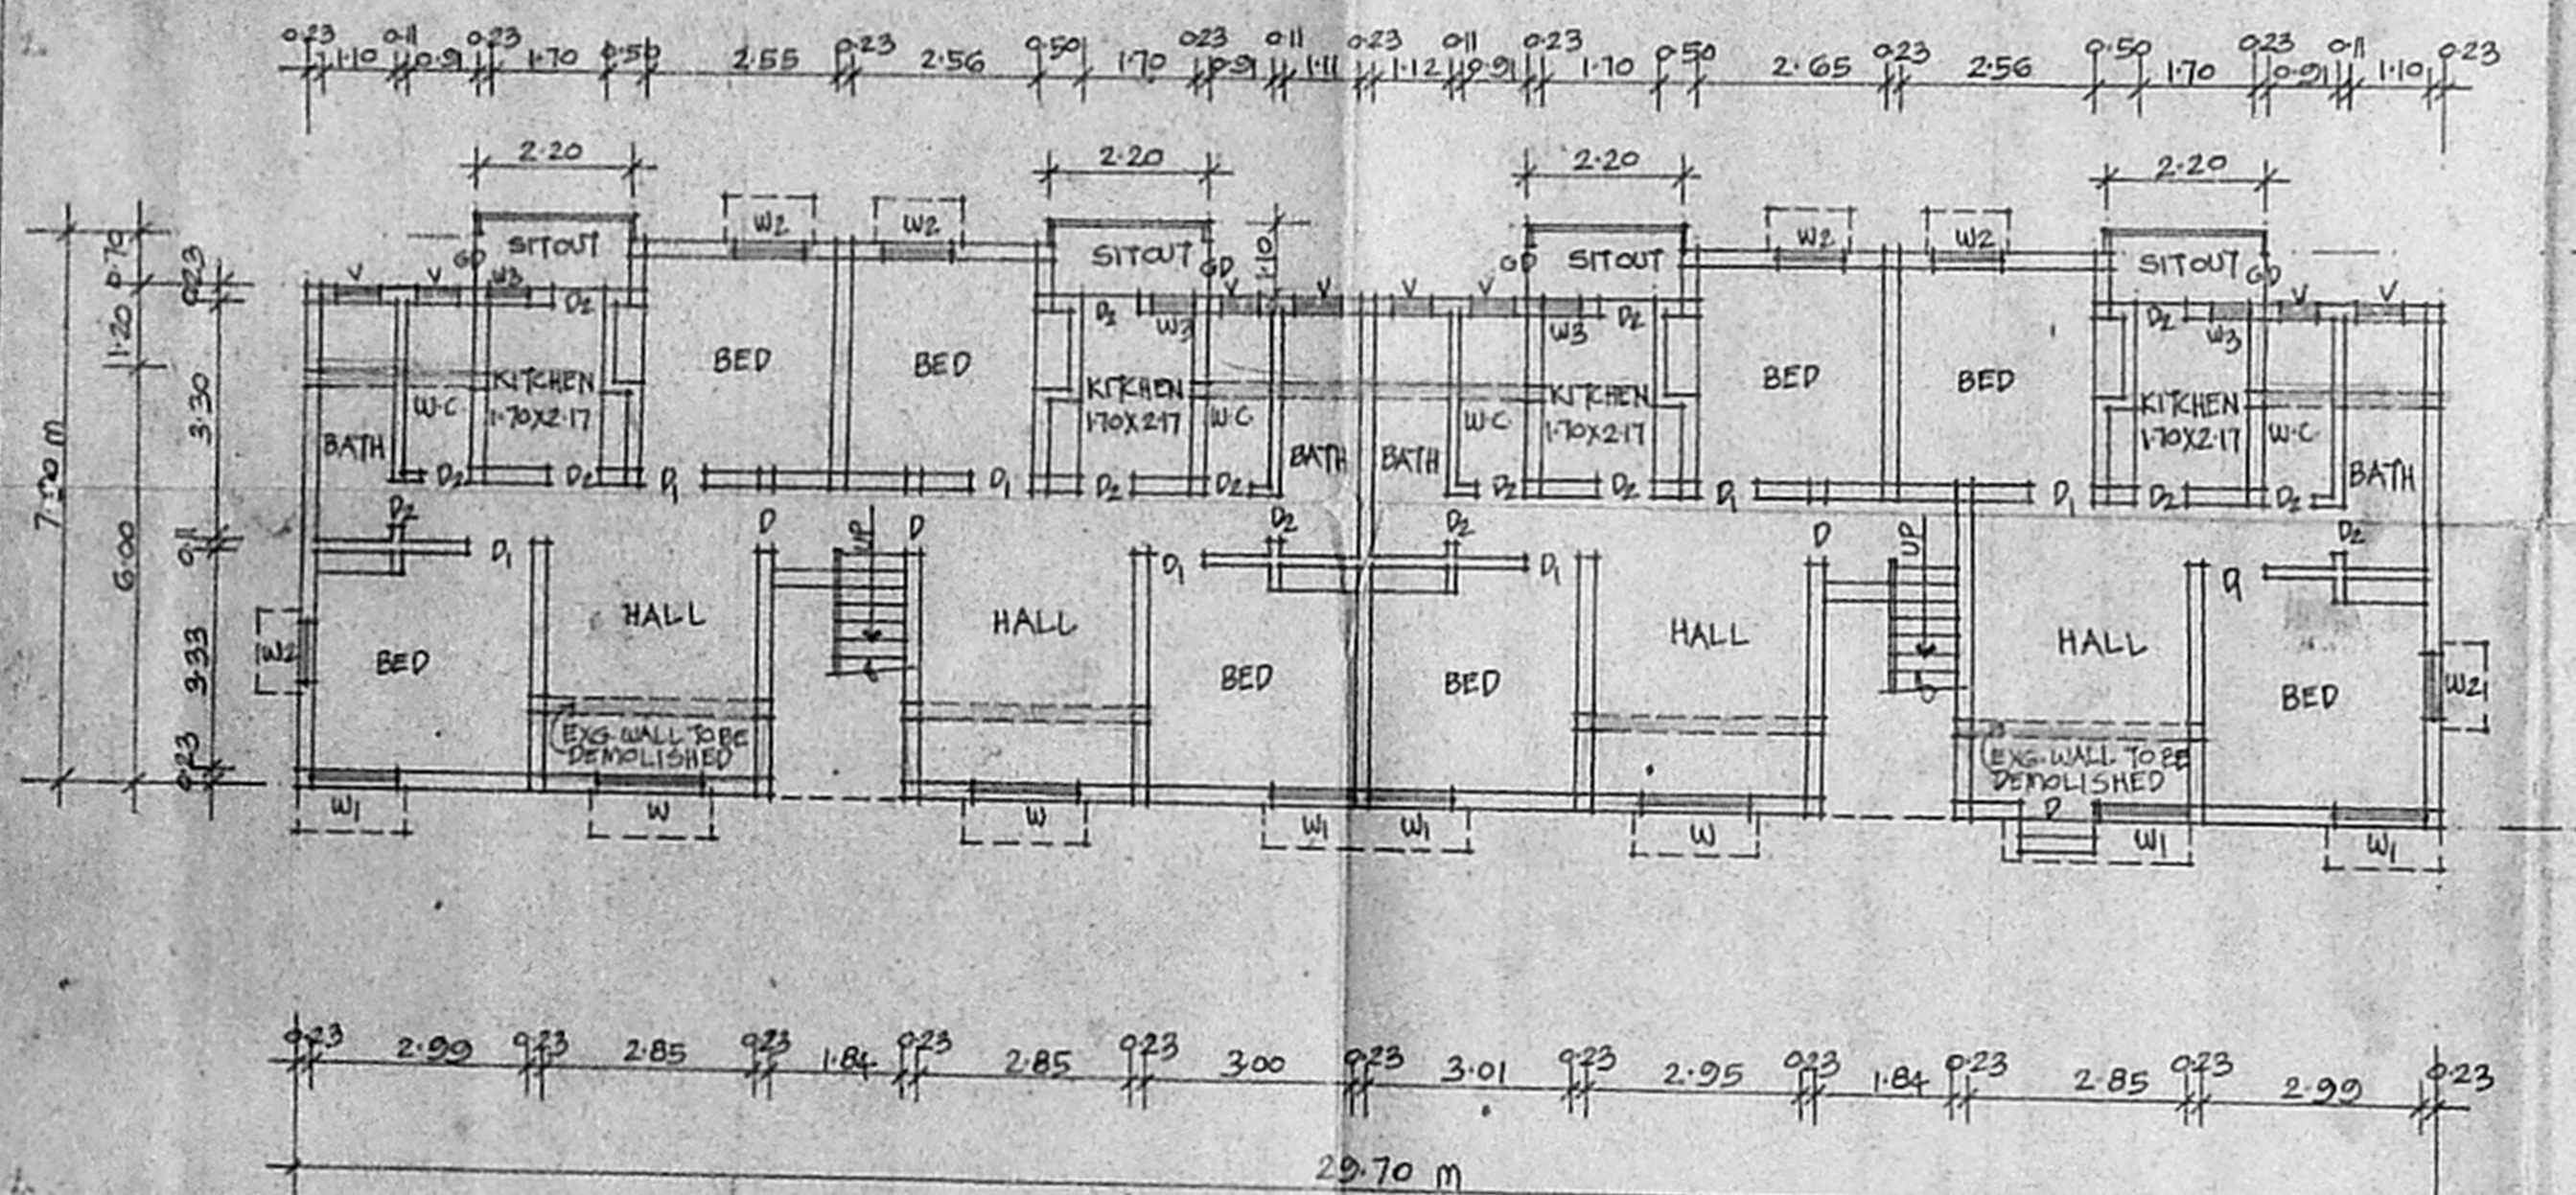 0.23 1.10 0.11 0.91 0.23 1.70 0.50 2.55 0.23 2.56 0.50 1.70 0.23 0.91 0.11 1.11 0.23 1.12 0.11 0.91 0.23 1.70 0.50 2.65 0.23 2.56 0.50 1.70 0.23 0.91 0.11 1.10 0.23
2.20 2.20 2.20 2.20
W2 W2 W2 W2
SITOUT SITOUT SITOUT SITOUT
GD GD GD GD
1.10
0.70 0.23
V V W3 D2 D2 W3 V V V V W3 D2 D2 W3 V V
1.20
BED BED BED BED
KITCHEN KITCHEN KITCHEN KITCHEN
1.70X2.17 1.70X2.17 1.70X2.17 1.70X2.17
W.C. W.C. W.C. W.C.
3.30
BATH BATH BATH BATH
D2 D2 D1 D1 D2 D2 D2 D2 D1 D1 D2 D2
D2 D UP D D2 D2 D UP D2
0.11
D1 D1 D1 D1
6.00
HALL HALL HALL HALL
3.33
W2 BED BED BED BED W2
EXG. WALL TO BE
DEMOLISHED
EXG. WALL TO BE
DEMOLISHED
0.23
D
W1 W W W1 W1 W W1 W1
0.23 2.99 0.23 2.85 0.23 1.84 0.23 2.85 0.23 3.00 0.23 3.01 0.23 2.95 0.23 1.84 0.23 2.85 0.23 2.99 0.23
29.70 m